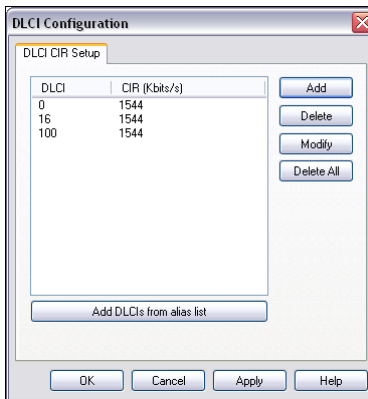 DLCI Configuration
DLCI CIR Setup
DLCI CIR (Kbits/s)
0 1544
16 1544
100 1544
Add
Delete
Modify
Delete All
Add DLCIs from alias list
OK Cancel Apply Help